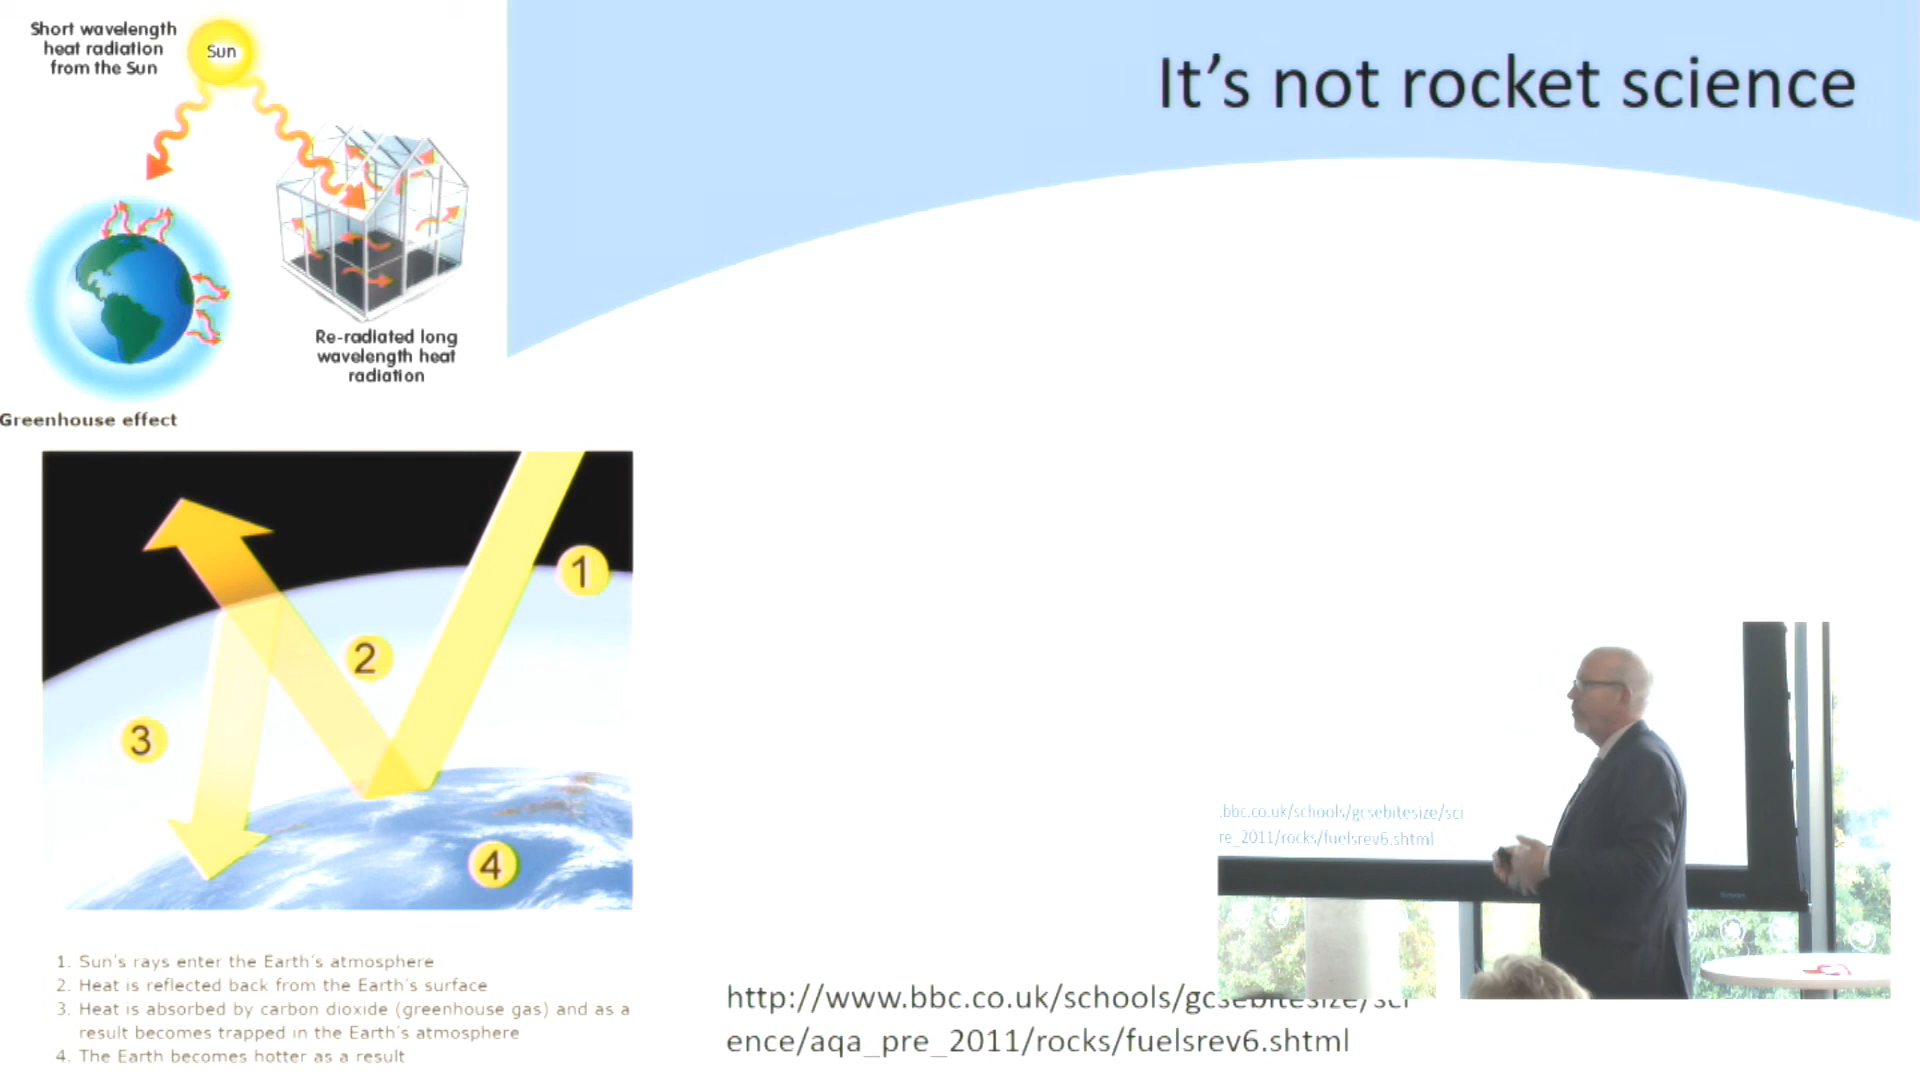 Short wavelength
heat radiation
from the Sun
Sun
It's not rocket science
Re-radiated long
wavelength heat
radiation
Greenhouse effect
1
2
3
4
1. Sun's rays enter the Earth's atmosphere
2. Heat is reflected back from the Earth's surface
3. Heat is absorbed by carbon dioxide (greenhouse gas) and as a
result becomes trapped in the Earth's atmosphere
4. The Earth becomes hotter as a result
.bbc.co.uk/schools/gcsebitesize/sci
re_2011/rocks/fuelsrev6.shtml
http://www.bbc.co.uk/schools/gcsebitesize/sci
ence/aqa_pre_2011/rocks/fuelsrev6.shtml